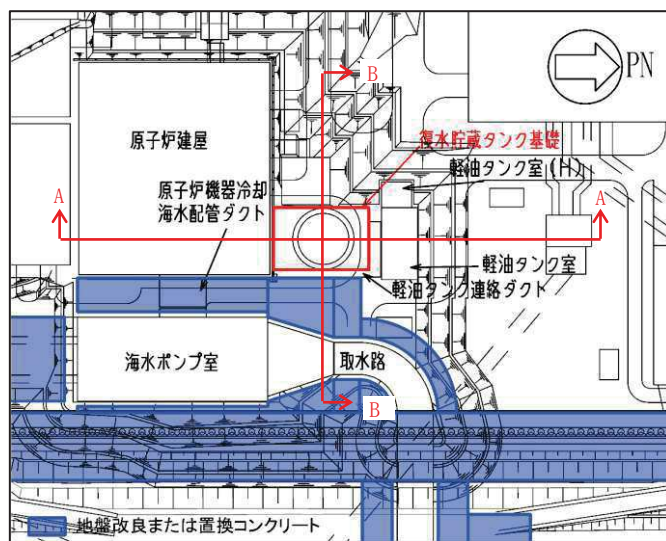 B
PN
原子炉建屋
復水貯蔵タンク基礎
軽油タンク室(H)
原子炉機器冷却
海水配管ダクト
A
A
軽油タンク室
軽油タンク連絡ダクト
海水ポンプ室
取水路
B
地盤改良または置換コンクリート